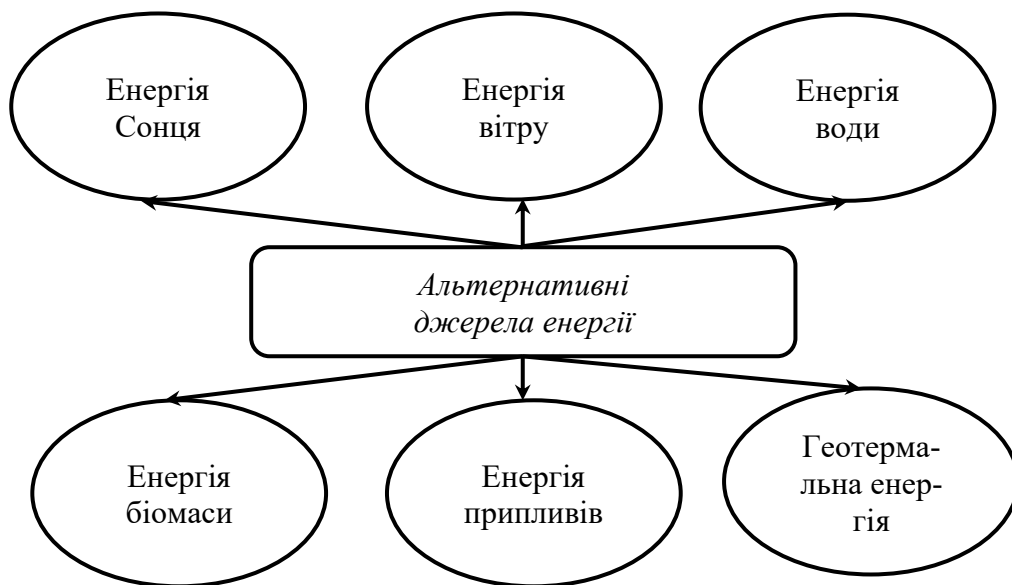 Енергія
Сонця
Енергія
вітру
Енергія
води
Альтернативні
джерела енергії
Енергія
біомаси
Енергія
припливів
Геотерма-
льна енер-
гія